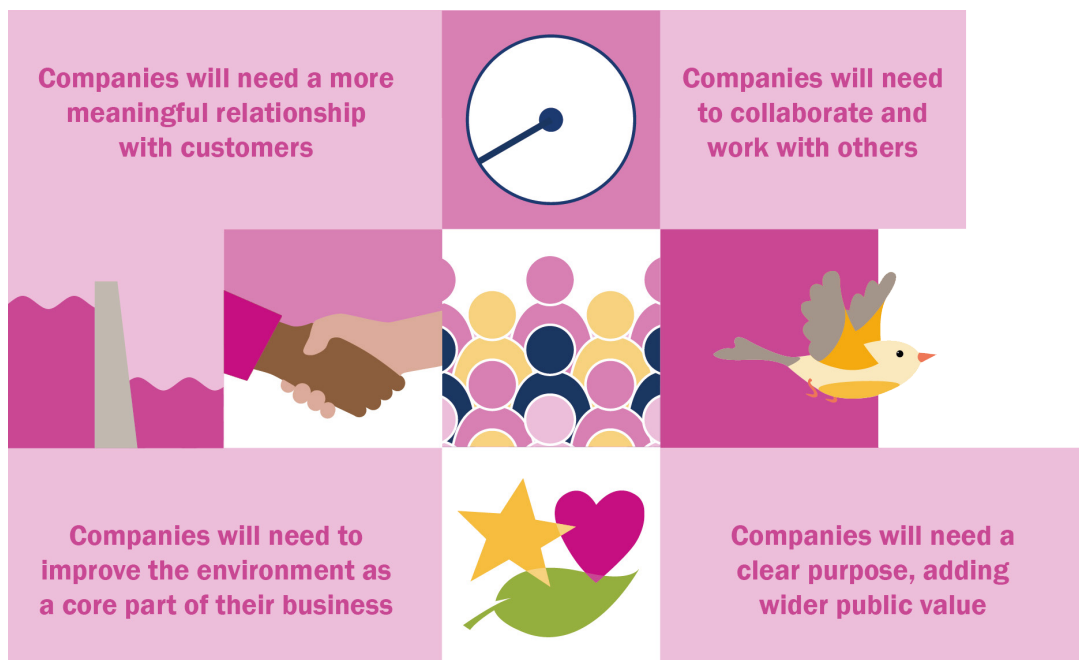 Companies will need a more
meaningful relationship
with customers
Companies will need
to collaborate and
work with others
Companies will need to
improve the environment as
a core part of their business
Companies will need a
clear purpose, adding
wider public value